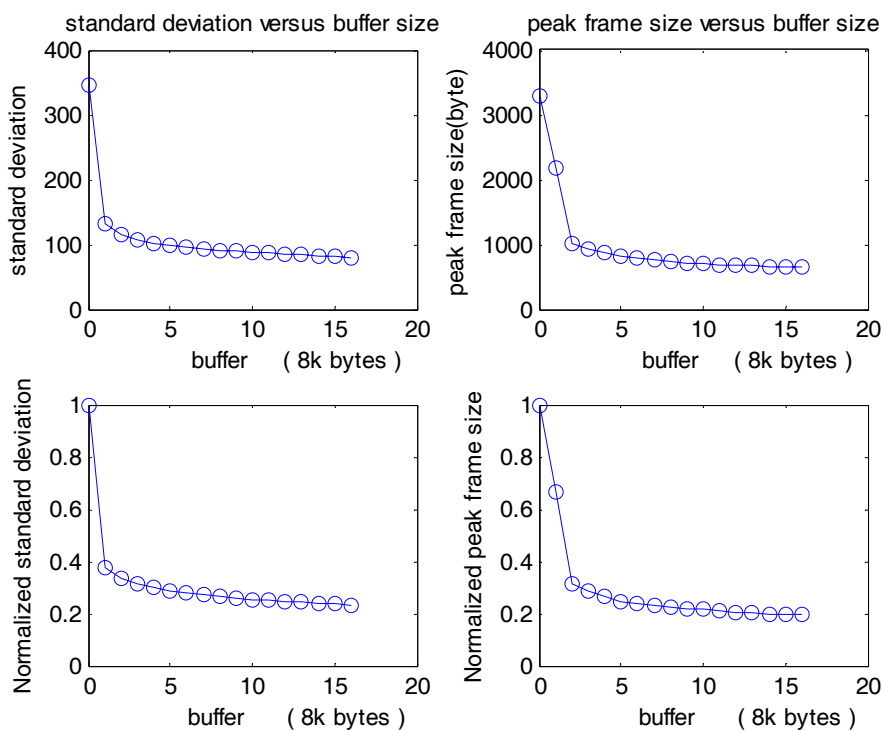 standard deviation versus buffer size
400
300
200
100
0
standard deviation
0 5 10 15 20
buffer ( 8k bytes )
peak frame size versus buffer size
4000
3000
2000
1000
0
peak frame size(byte)
0 5 10 15 20
buffer ( 8k bytes )
1
0.8
0.6
0.4
0.2
0
Normalized standard deviation
0 5 10 15 20
buffer ( 8k bytes )
1
0.8
0.6
0.4
0.2
0
Normalized peak frame size
0 5 10 15 20
buffer ( 8k bytes )